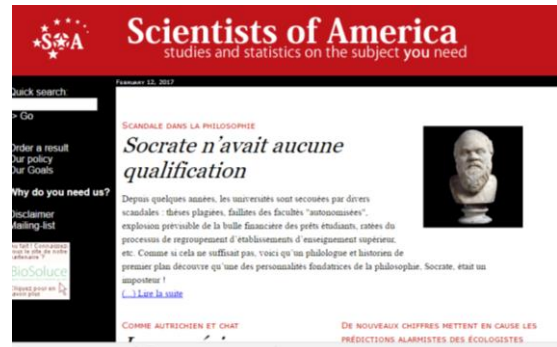 S☆A
Scientists of America
studies and statistics on the subject you need
FEBRUARY 12, 2017
Quick search:
> Go
Order a result
Our policy
Our Goals
Why do you need us?
Disclaimer
Mailing-list
BioSoluce
Cliquez pour en
savoir plus
SCANDALE DANS LA PHILOSOPHIE
Socrate n'avait aucune
qualification
Depuis quelques années, les universités sont secouées par divers
scandales : thèses plagiées, faillites des facultés "autonomisées",
explosion prévisible de la bulle financière des prêts étudiants, ratées du
processus de regroupement d'établissements d'enseignement supérieur,
etc. Comme si cela ne suffisait pas, voici qu'un philologue et historien de
premier plan découvre qu'une des personnalités fondatrices de la philosophie, Socrate, était un
imposteur !
(...) Lire la suite
COMME AUTRICHIEN ET CHAT
DE NOUVEAUX CHIFFRES METTENT EN CAUSE LES
PRÉDICTIONS ALARMISTES DES ÉCOLOGISTES